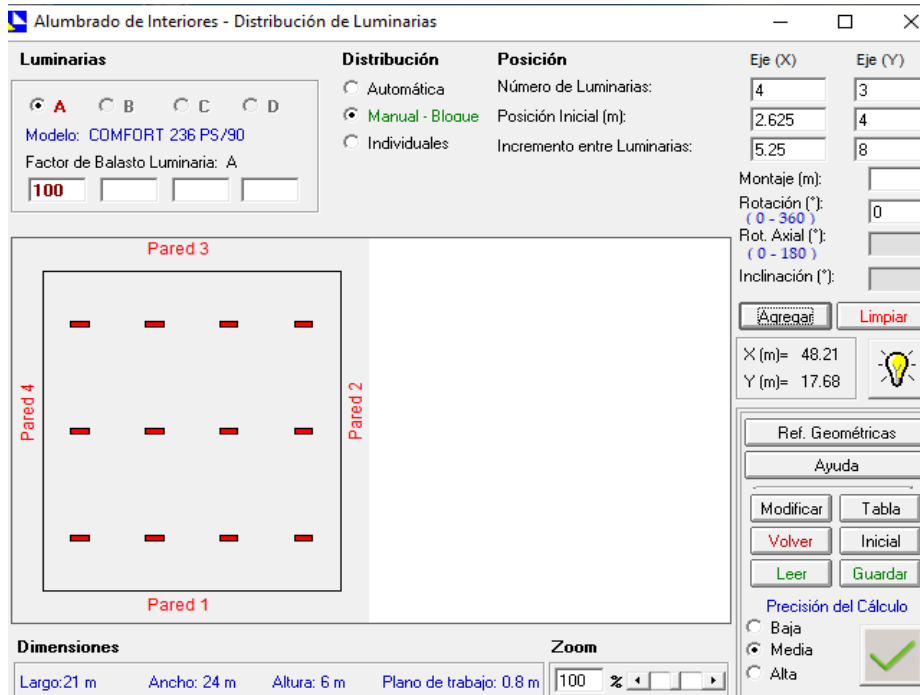 Alumbrado de Interiores - Distribución de Luminarias
Luminarias
A B C D
Modelo: COMFORT 236 PS/90
Factor de Balasto Luminaria: A
100
Distribución
Automática
Manual - Bloque
Individuales
Posición Eje (X) Eje (Y)
Número de Luminarias: 4 3
Posición Inicial (m): 2.625 4
Incremento entre Luminarias: 5.25 8
Montaje (m):
Rotación (°): 0
( 0 - 360 )
Rot. Axial (°):
( 0 - 180 )
Inclinación (°):
Agregar Limpiar
X (m)= 48.21
Y (m)= 17.68
Pared 3
Pared 4
Pared 2
Pared 1
Ref. Geométricas
Ayuda
Modificar Tabla
Volver Inicial
Leer Guardar
Precisión del Cálculo
Baja
Media
Alta
Dimensiones
Largo:21 m Ancho: 24 m Altura: 6 m Plano de trabajo: 0.8 m
Zoom
100 %